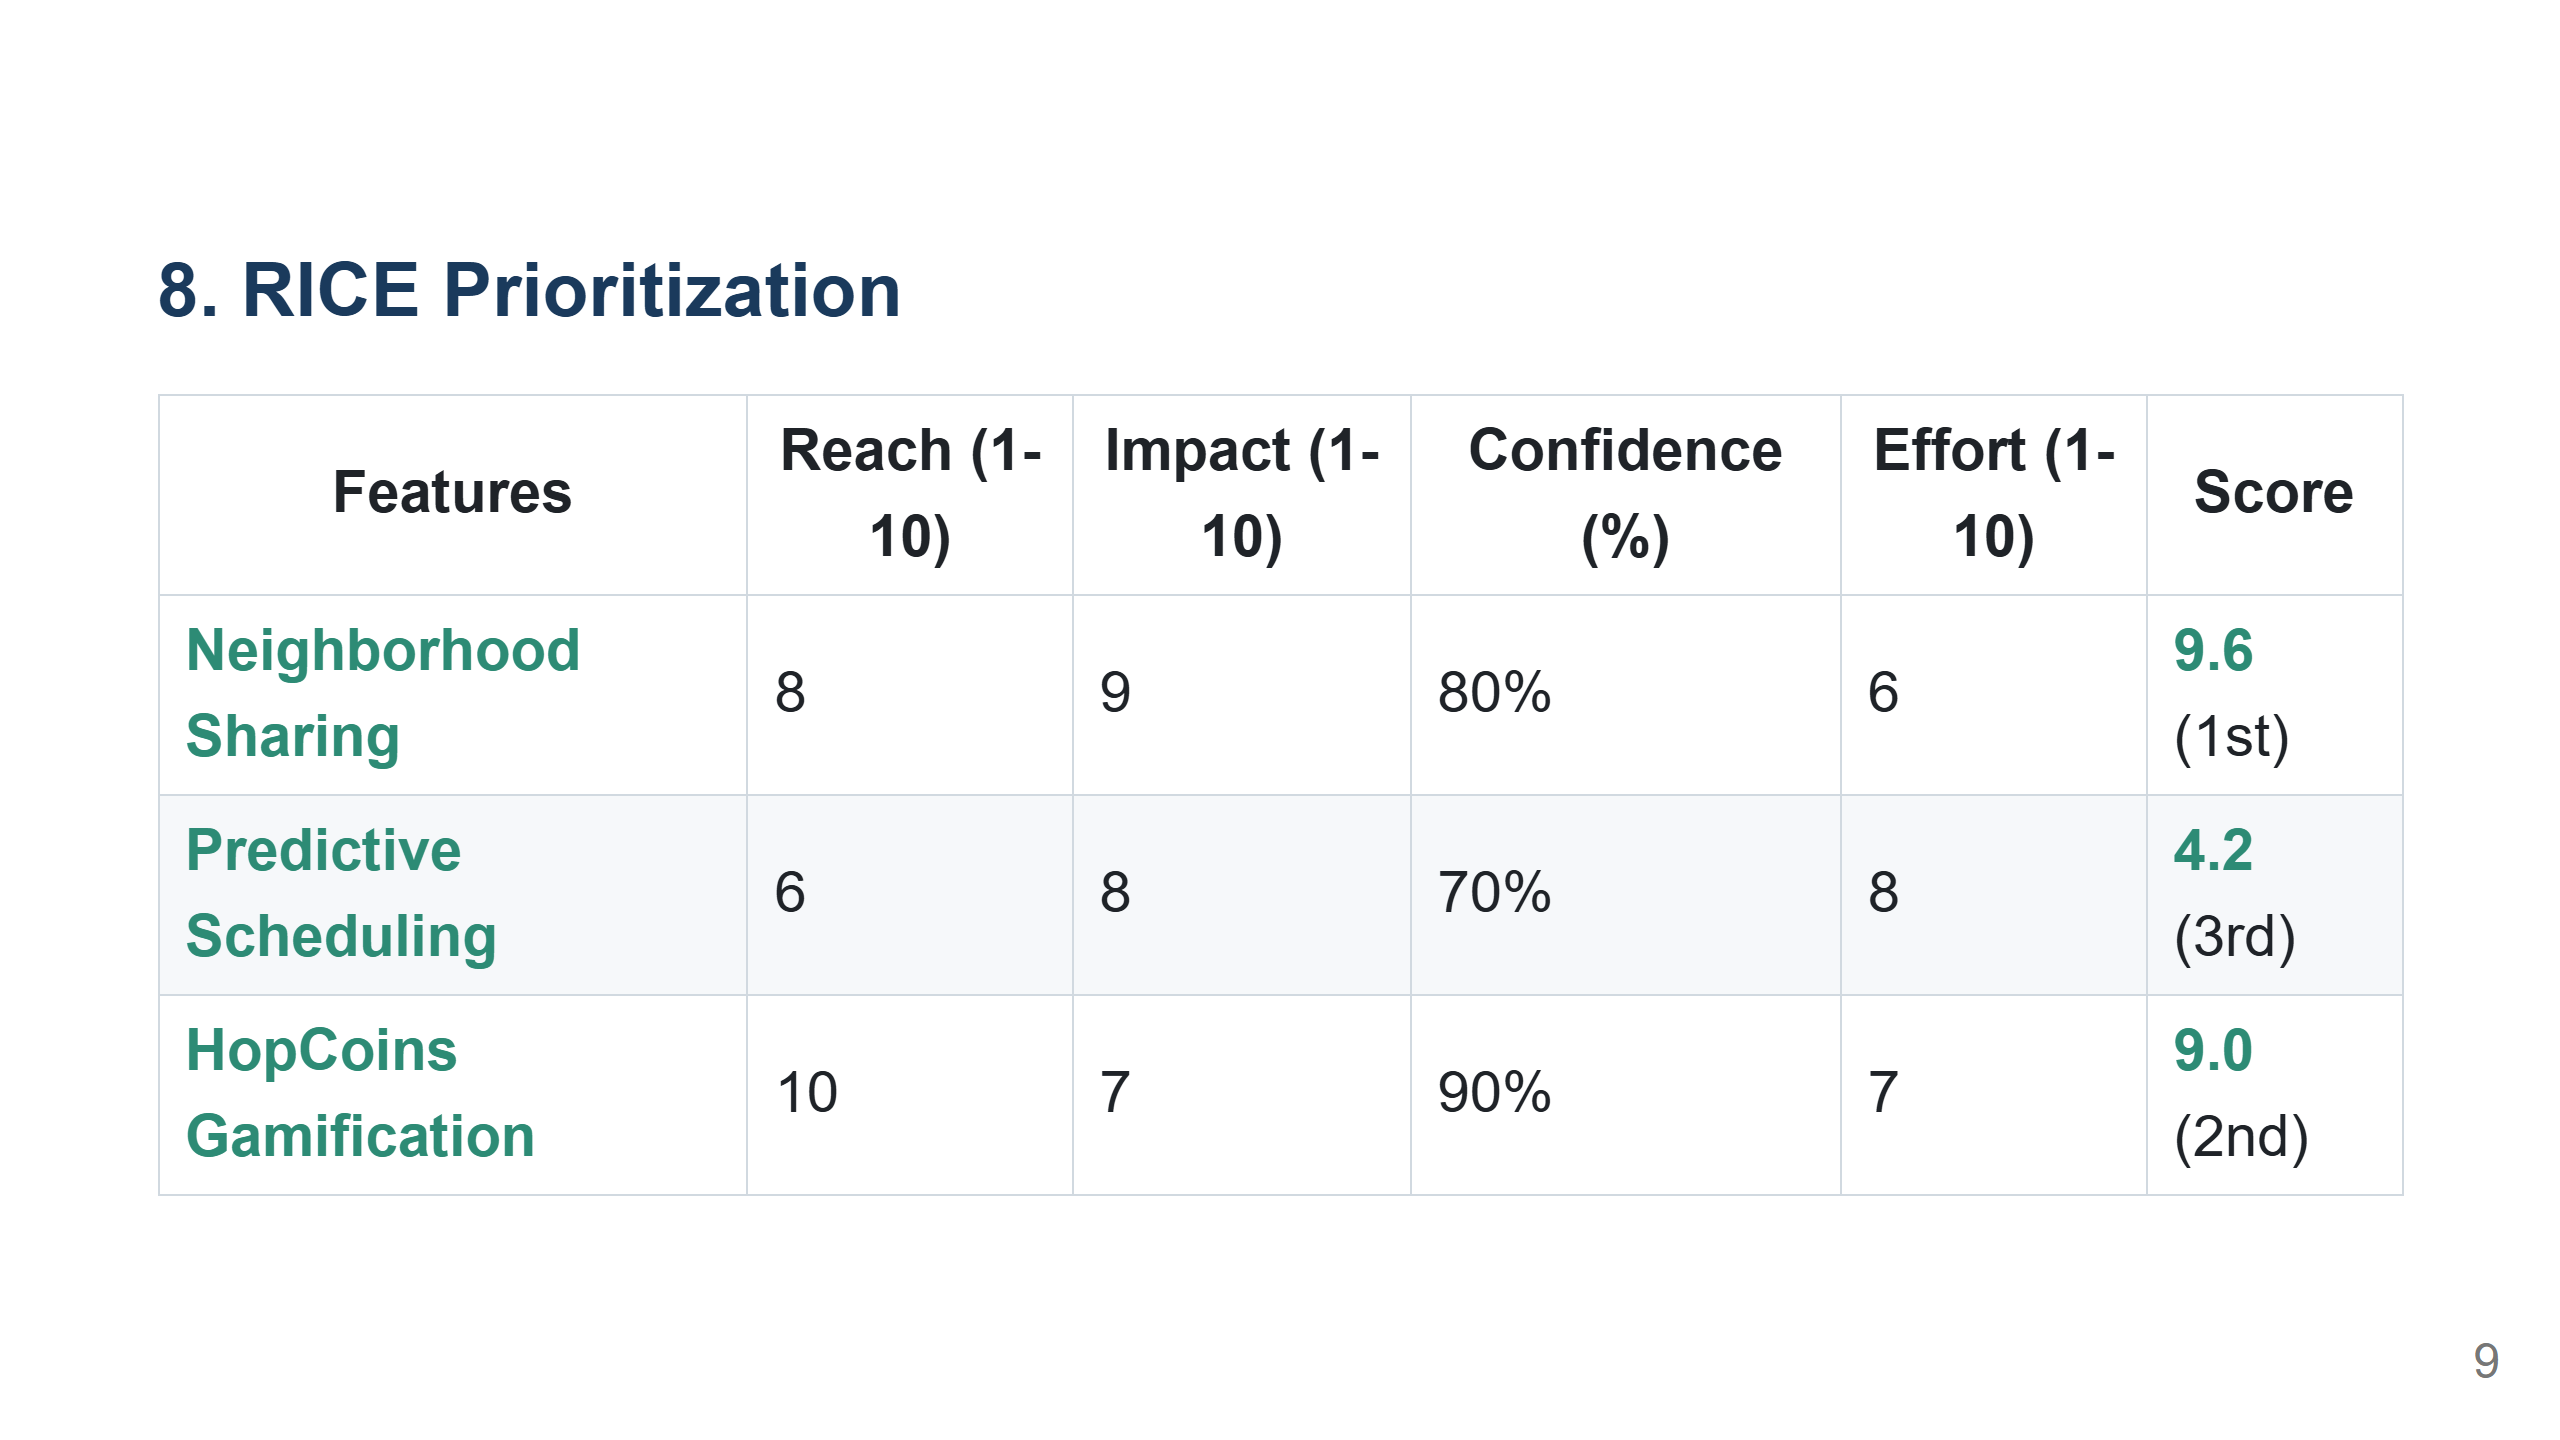 8. RICE Prioritization
Features
Reach (1-
10)
Impact (1-
10)
Confidence
(%)
Effort (1-
10)
Score
Neighborhood
Sharing
8
9
80%
6
9.6
(1st)
Predictive
Scheduling
6
8
70%
8
4.2
(3rd)
HopCoins
Gamification
10
7
90%
7
9.0
(2nd)
9